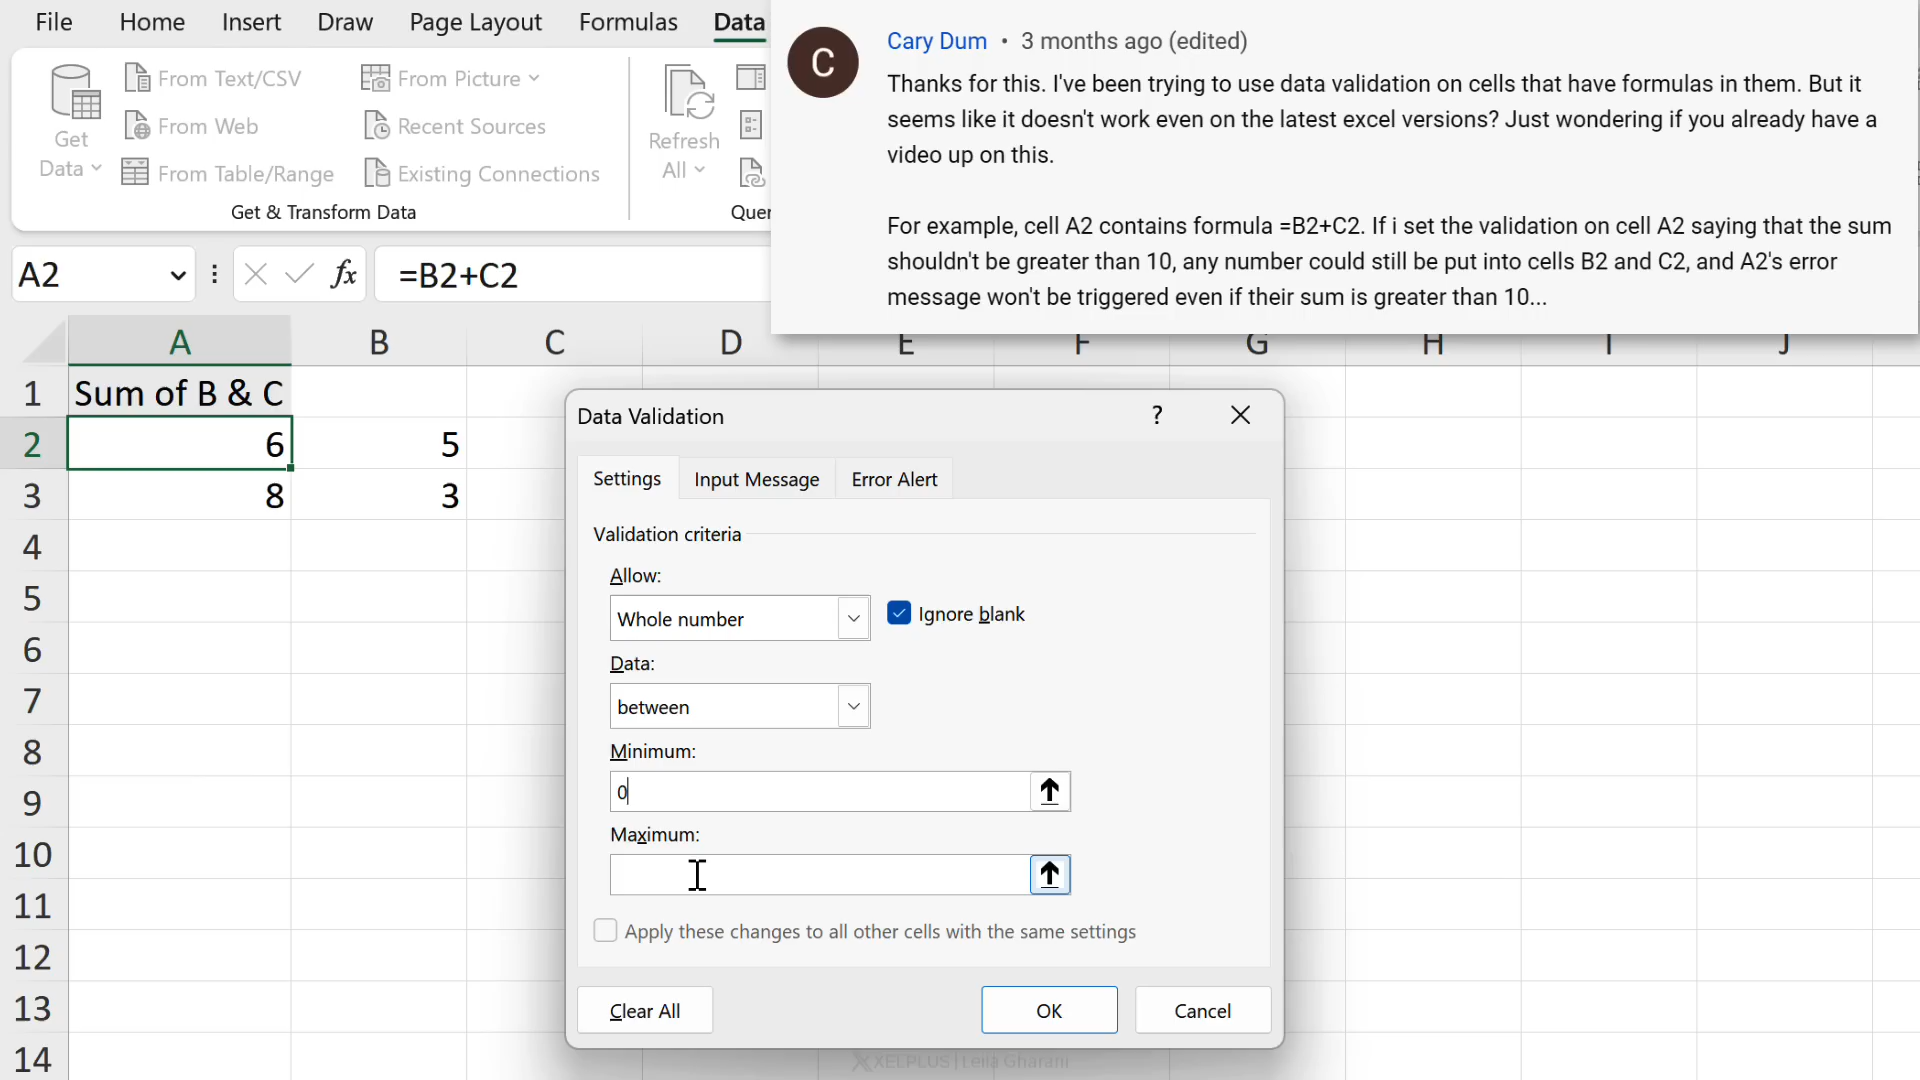 File Home Insert Draw Page Layout Formulas Data
C
Cary Dum • 3 months ago (edited)
Thanks for this. I've been trying to use data validation on cells that have formulas in them. But it
seems like it doesn't work even on the latest excel versions? Just wondering if you already have a
video up on this.
For example, cell A2 contains formula =B2+C2. If i set the validation on cell A2 saying that the sum
shouldn't be greater than 10, any number could still be put into cells B2 and C2, and A2's error
message won't be triggered even if their sum is greater than 10...
Get
Data
From Text/CSV
From Web
From Table/Range
From Picture
Recent Sources
Existing Connections
Get & Transform Data
Refresh
All
A2
fx
=B2+C2
A B C D E F G H I J
1 Sum of B & C
2 6 5
3 8 3
4
5
6
7
8
9
10
11
12
13
14
Data Validation ?
Settings Input Message Error Alert
Validation criteria
Allow:
Whole number
Ignore blank
Data:
between
Minimum:
0
Maximum:
Apply these changes to all other cells with the same settings
Clear All OK Cancel
XELPLUS | Leila Gharani